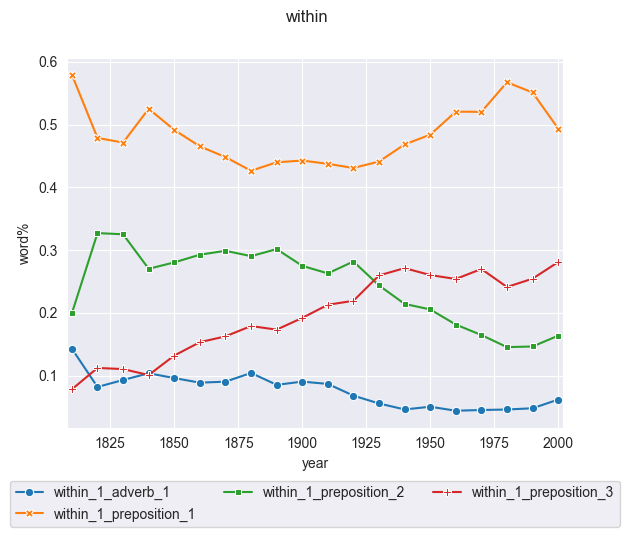 within
0.6
0.5
0.4
0.3
0.2
0.1
word%
1825 1850 1875 1900 1925 1950 1975 2000
year
within_1_adverb_1 within_1_preposition_2 within_1_preposition_3
within_1_preposition_1